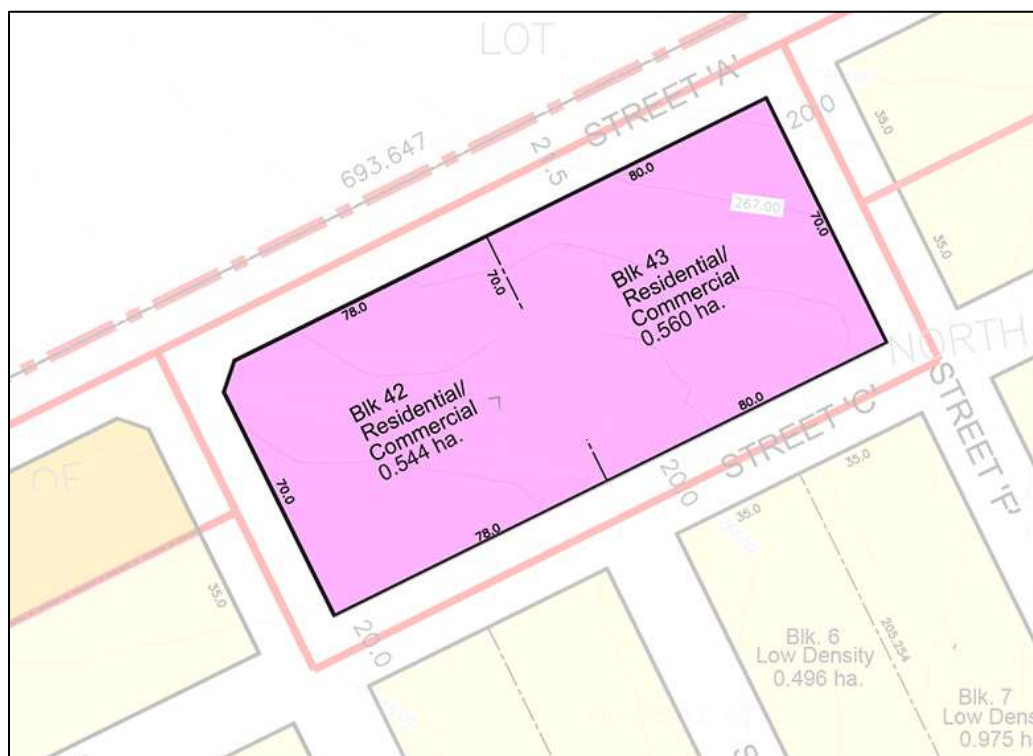 LOT
693.647
21.5
STREET 'A'
20.0
35.0
80.0
267.00
70.0
35.0
78.0
70.0
Blk 43
Residential/
Commercial
0.560 ha.
NORTH
Blk 42
Residential/
Commercial
0.544 ha.
80.0
STREET 'C'
STREET 'F'
OF
70.0
78.0
20.0
35.0
35.0
35.0
20.0
Blk. 6
Low Density
0.496 ha.
205.254
Blk. 7
Low Dens
0.975 h
S